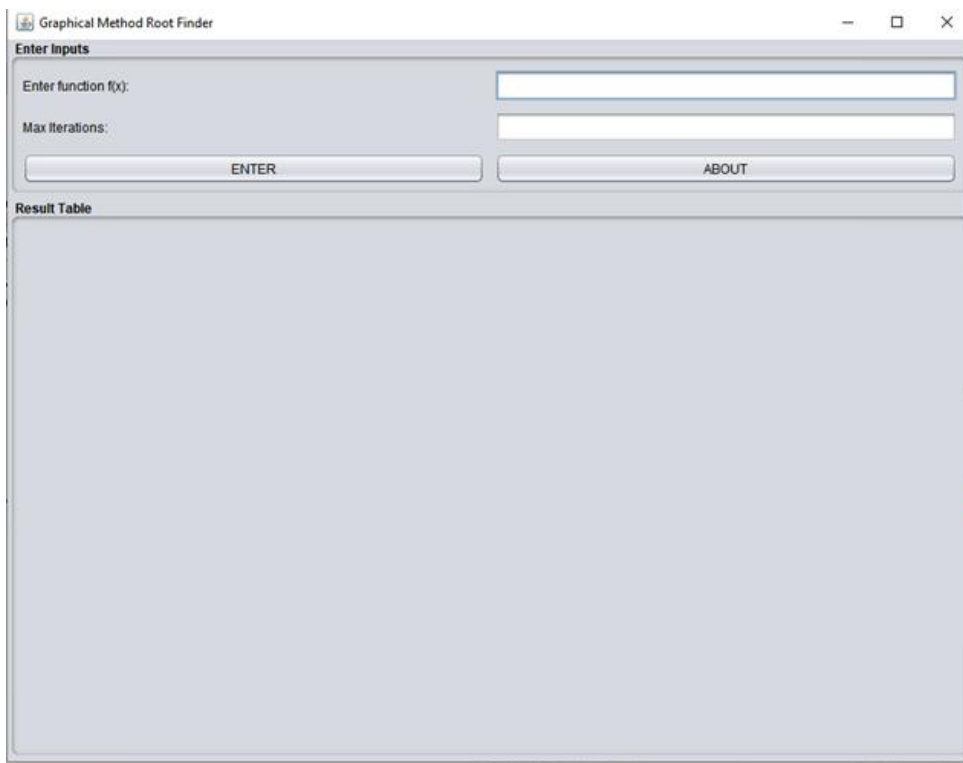 Graphical Method Root Finder
Enter Inputs
Enter function f(x):
Max Iterations:
ENTER ABOUT
Result Table